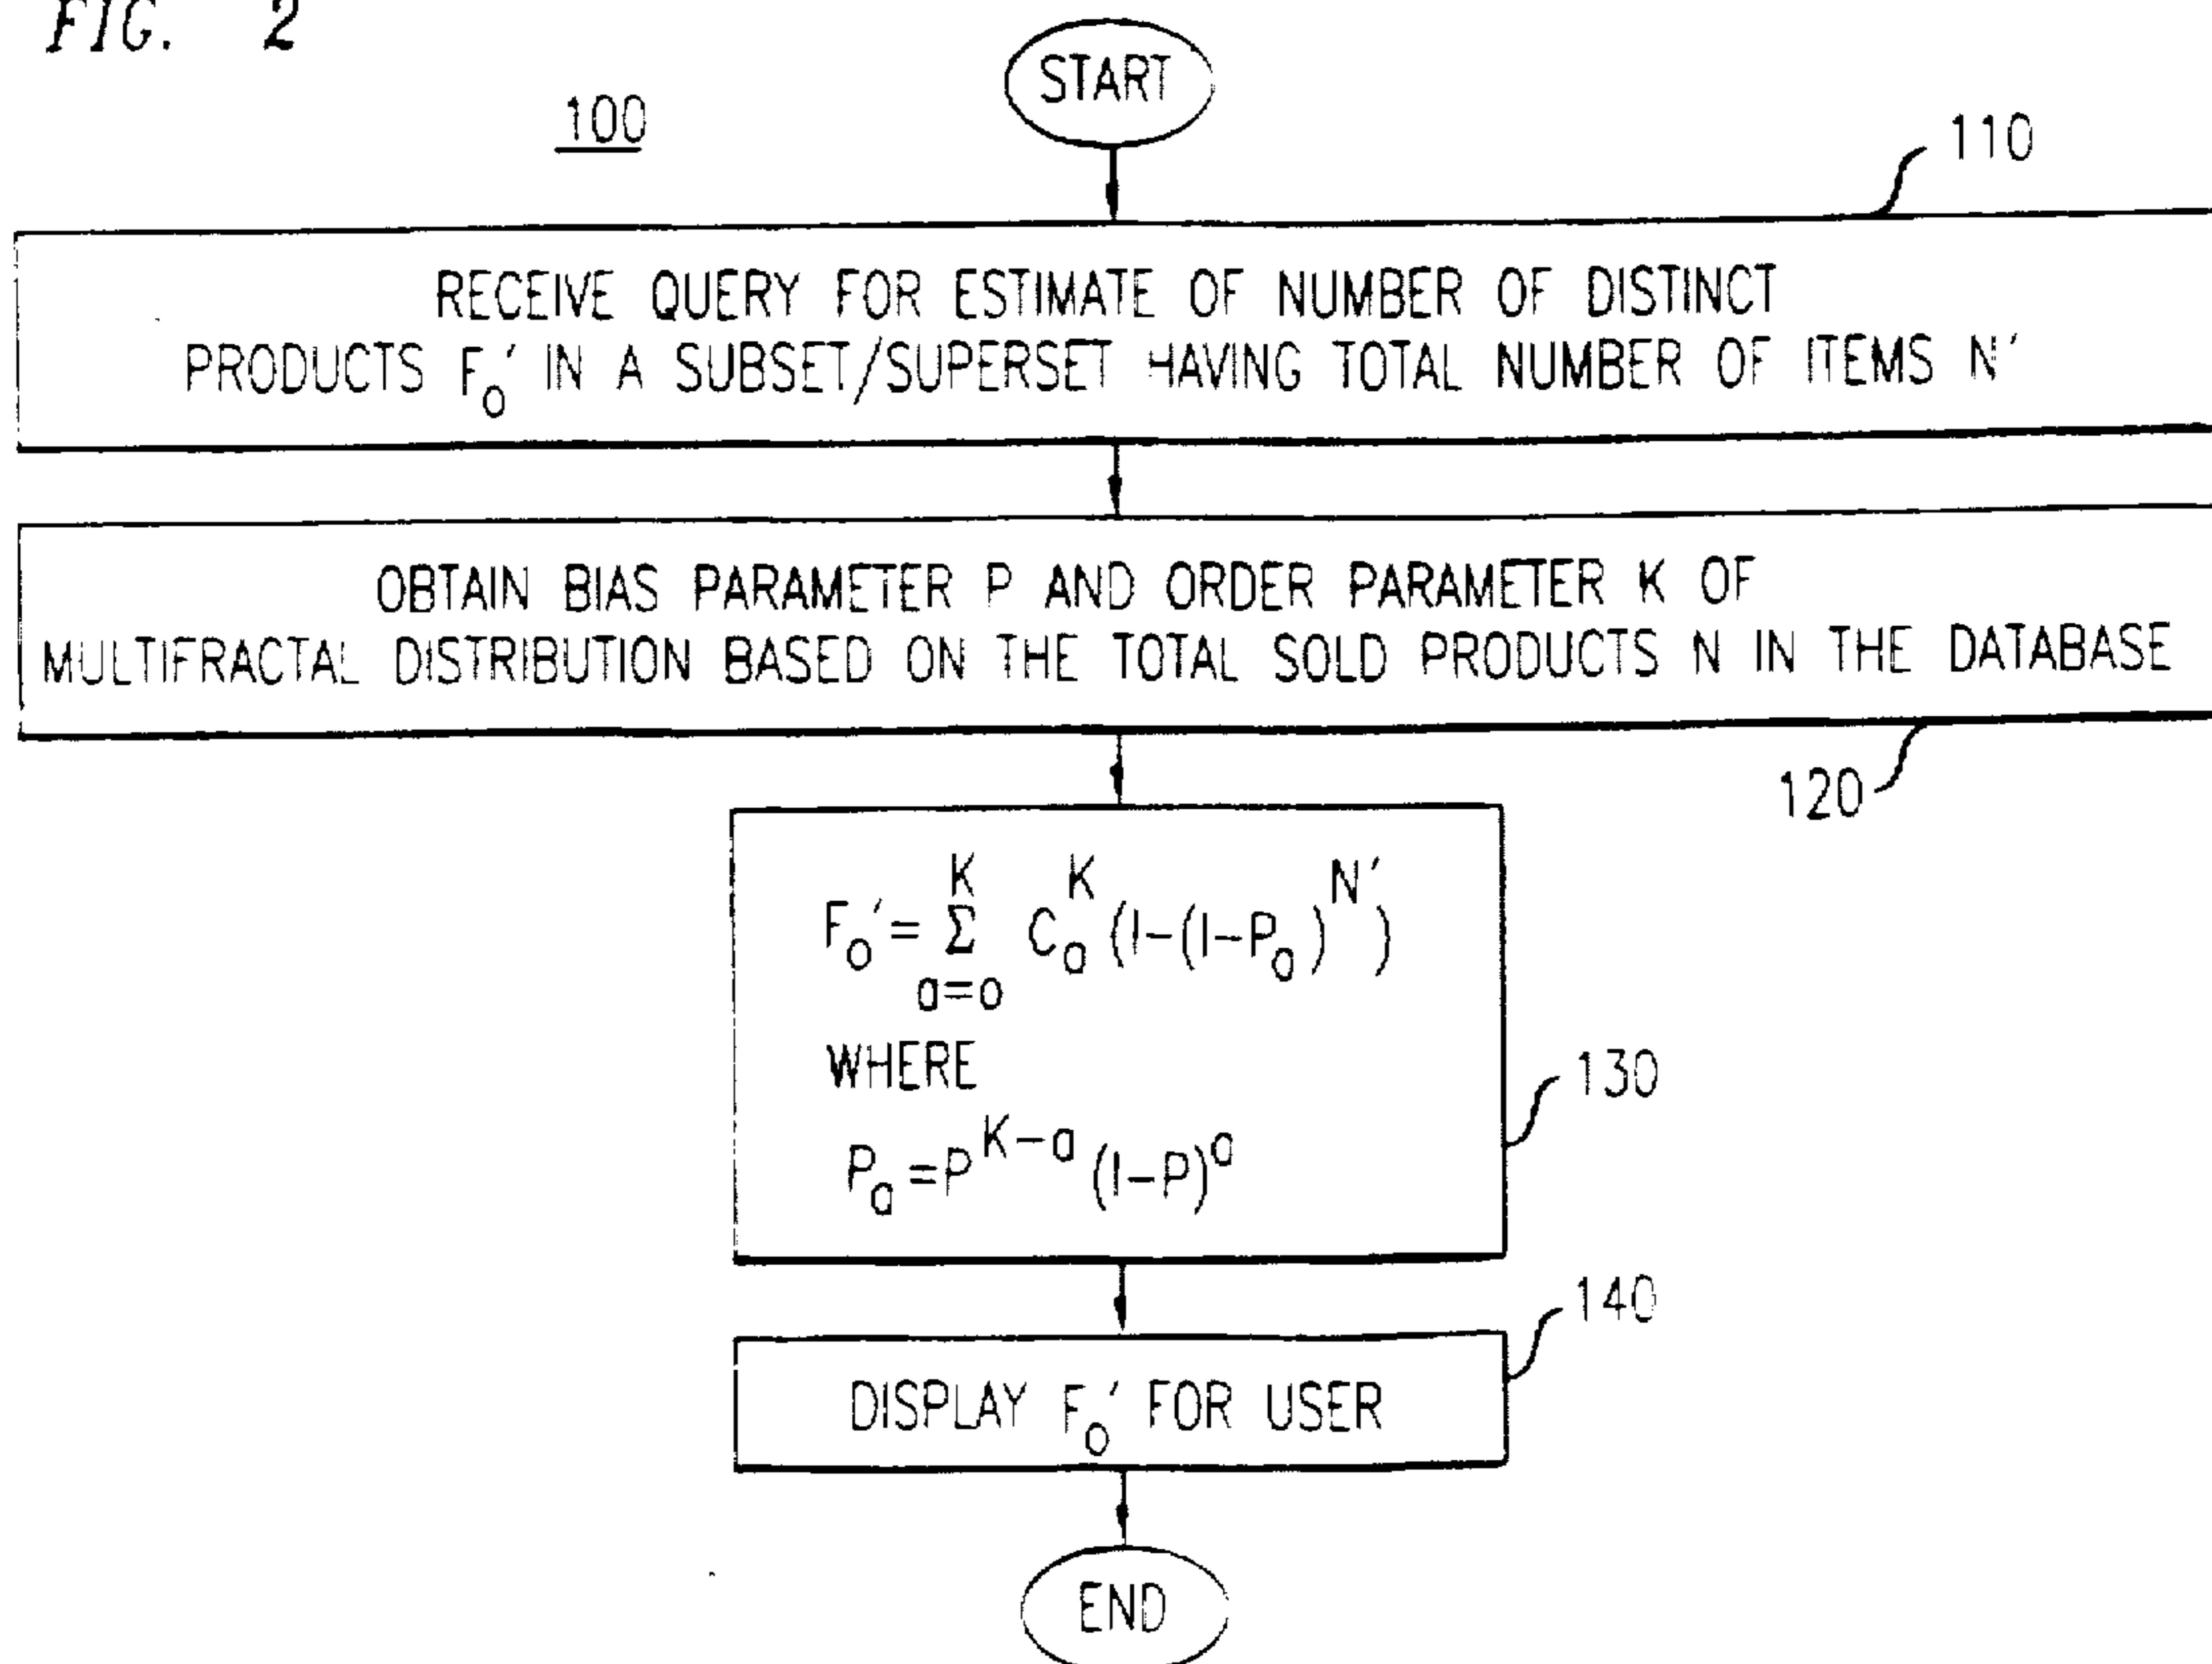 FIG. 2
START
100
110
RECEIVE QUERY FOR ESTIMATE OF NUMBER OF DISTINCT
PRODUCTS F₀′ IN A SUBSET/SUPERSET HAVING TOTAL NUMBER OF ITEMS N′
OBTAIN BIAS PARAMETER P AND ORDER PARAMETER K OF
MULTIFRACTAL DISTRIBUTION BASED ON THE TOTAL SOLD PRODUCTS N IN THE DATABASE
120
F₀′ = Σ_{a=o}^{K} C_a^K (1-(1-P_a)^{N′})
WHERE
130
P_a = P^{K-a} (1-P)^a
140
DISPLAY F₀′ FOR USER
END